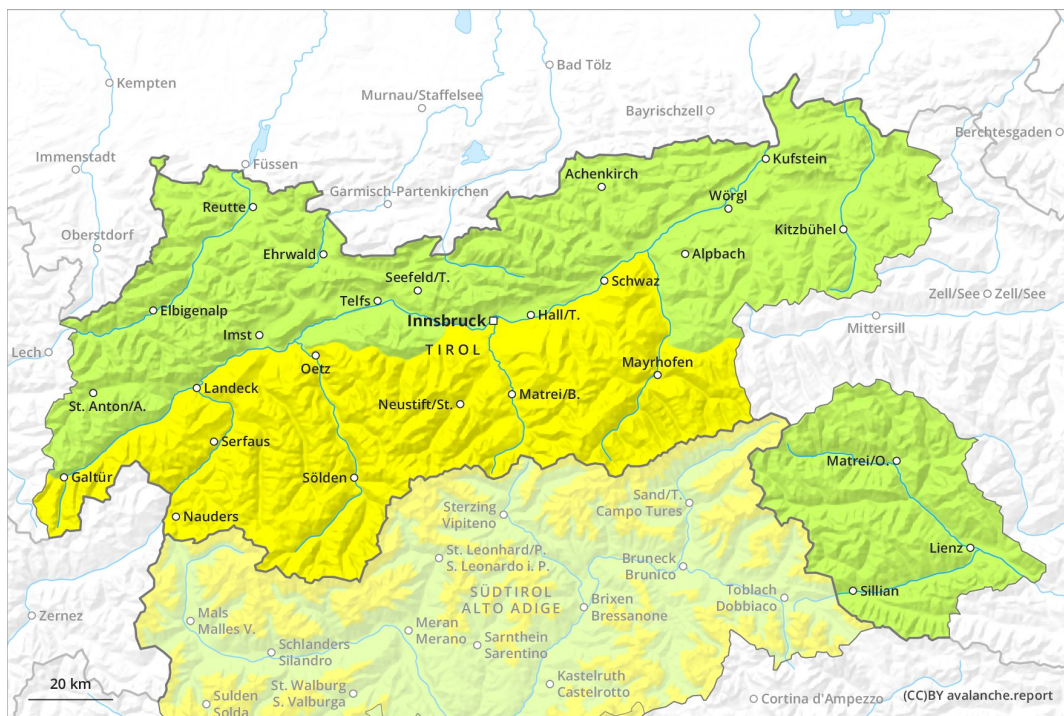 Kempten
Bad Tölz
Murnau/Staffelsee
Bayrischzell
Berchtesgaden
Immenstadt
Füssen
Kufstein
Achenkirch
Garmisch-Partenkirchen
Reutte
Wörgl
Oberstdorf
Kitzbühel
Ehrwald
Alpbach
Seefeld/T.
Schwaz
Zell/See
Zell/See
Telfs
Elbigenalp
Innsbruck
Hall/T.
Mittersill
Imst
Lech
TIROL
Oetz
Mayrhofen
Landeck
St. Anton/A.
Neustift/St.
Matrei/B.
Serfaus
Matrei/O.
Galtür
Sölden
Sand/T.
Campo Tures
Sterzing
Vipiteno
Nauders
Lienz
St. Leonhard/P.
S. Leonardo i. P.
Bruneck
Brunico
SÜDTIROL
ALTO ADIGE
Toblach
Dobbiaco
Sillian
Brixen
Bressanone
Zernez
Mals
Malles V.
Meran
Merano
Sarnthein
Sarentino
Schlanders
Silandro
Kastelruth
Castelrotto
20 km
St. Walburg
S. Valburga
Sulden
Solda
Cortina d'Ampezzo
(CC)BY avalanche.report